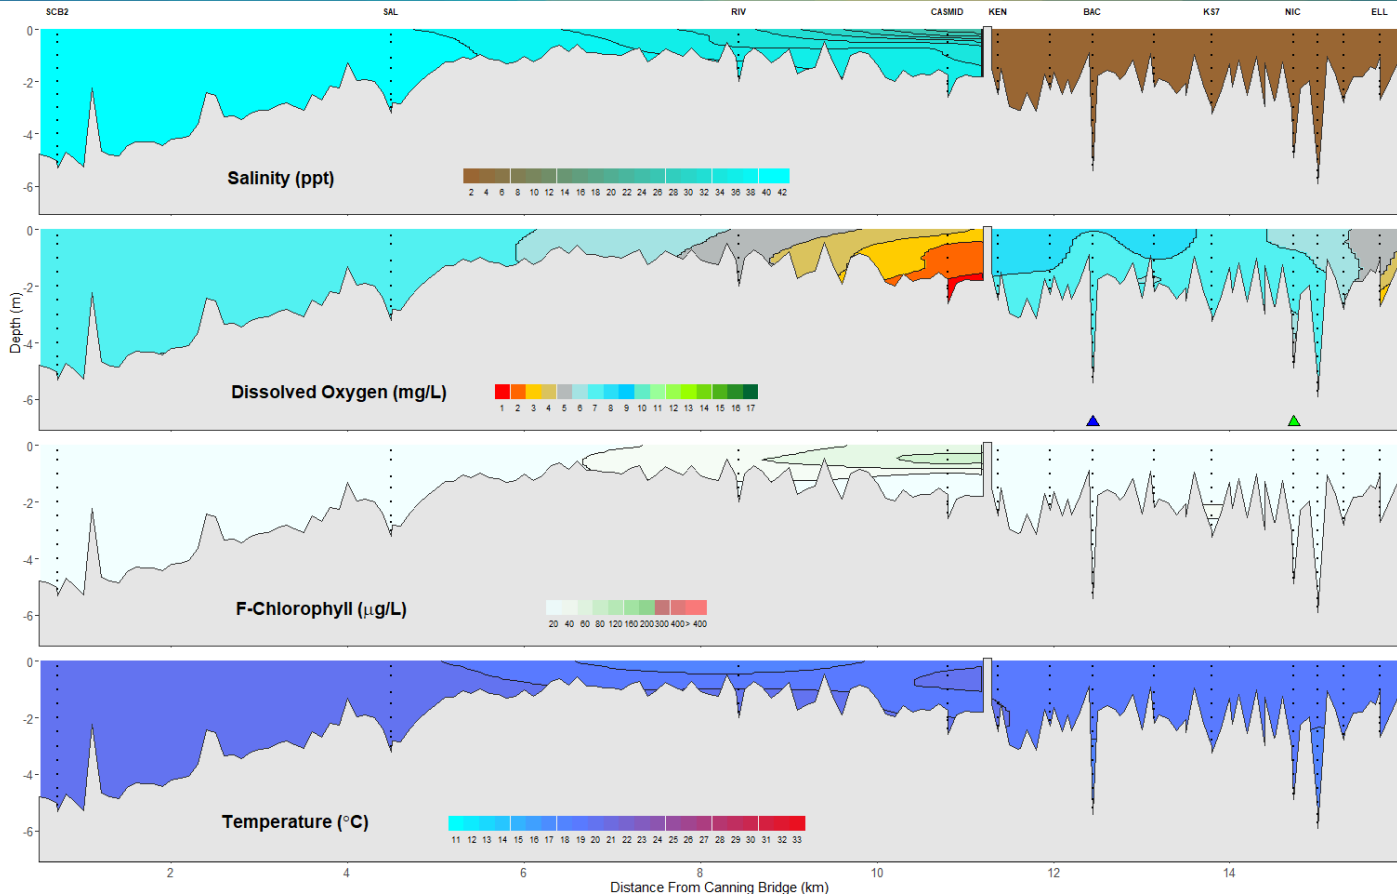 SCB2 SAL RIV CASMID KEN BAC KS7 NIC ELL
0
-2
-4
-6
Salinity (ppt)
2 4 6 8 10 12 14 16 18 20 22 24 26 28 30 32 34 36 38 40 42
0
-2
-4
-6
Depth (m)
Dissolved Oxygen (mg/L)
1 2 3 4 5 6 7 8 9 10 11 12 13 14 15 16 17
0
-2
-4
-6
F-Chlorophyll (μg/L)
20 40 60 80 120 160 200 300 400 > 400
0
-2
-4
-6
Temperature (°C)
11 12 13 14 15 16 17 18 19 20 21 22 23 24 25 26 27 28 29 30 31 32 33
2 4 6 8 10 12 14
Distance From Canning Bridge (km)